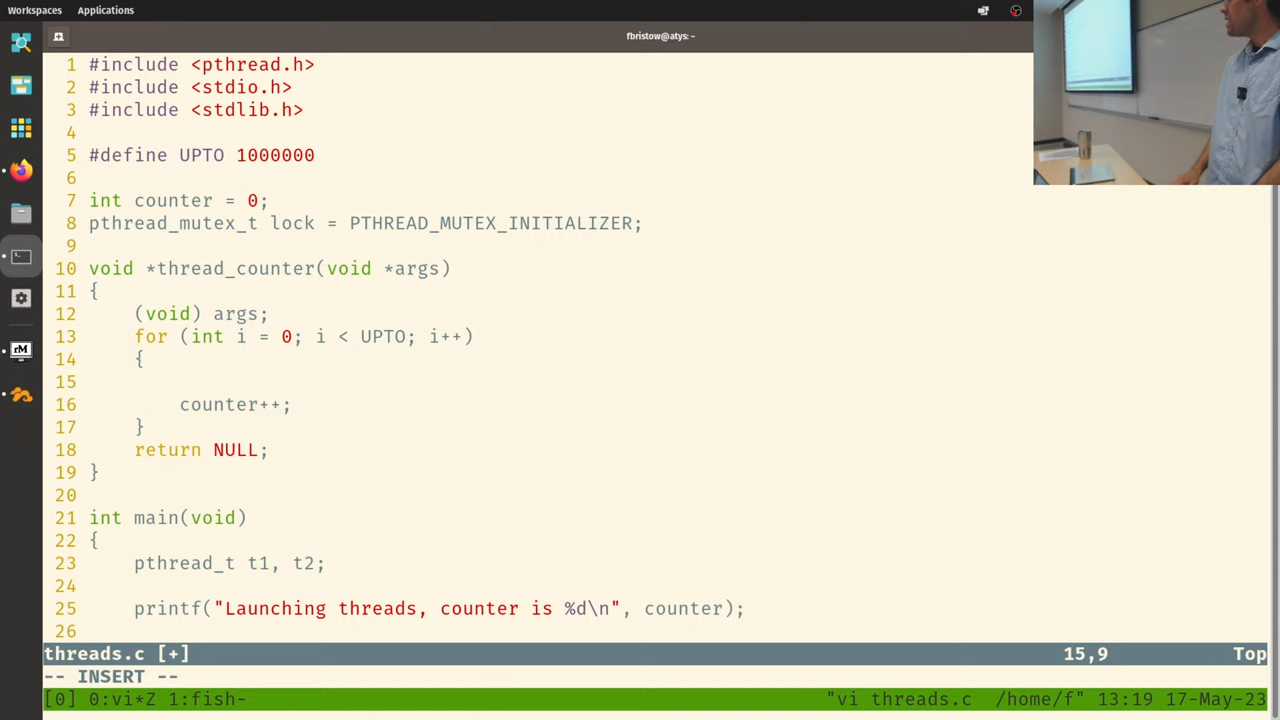 Workspaces Applications
fbristow@atys: ~
1 #include <pthread.h>
2 #include <stdio.h>
3 #include <stdlib.h>
4
5 #define UPTO 1000000
6
7 int counter = 0;
8 pthread_mutex_t lock = PTHREAD_MUTEX_INITIALIZER;
9
10 void *thread_counter(void *args)
11 {
12     (void) args;
13     for (int i = 0; i < UPTO; i++)
14     {
15
16         counter++;
17     }
18     return NULL;
19 }
20
21 int main(void)
22 {
23     pthread_t t1, t2;
24
25     printf("Launching threads, counter is %d\n", counter);
26
threads.c [+] 15,9 Top
-- INSERT --
[0] 0:vi*Z 1:fish- "vi threads.c  /home/f" 13:19 17-May-23
rM